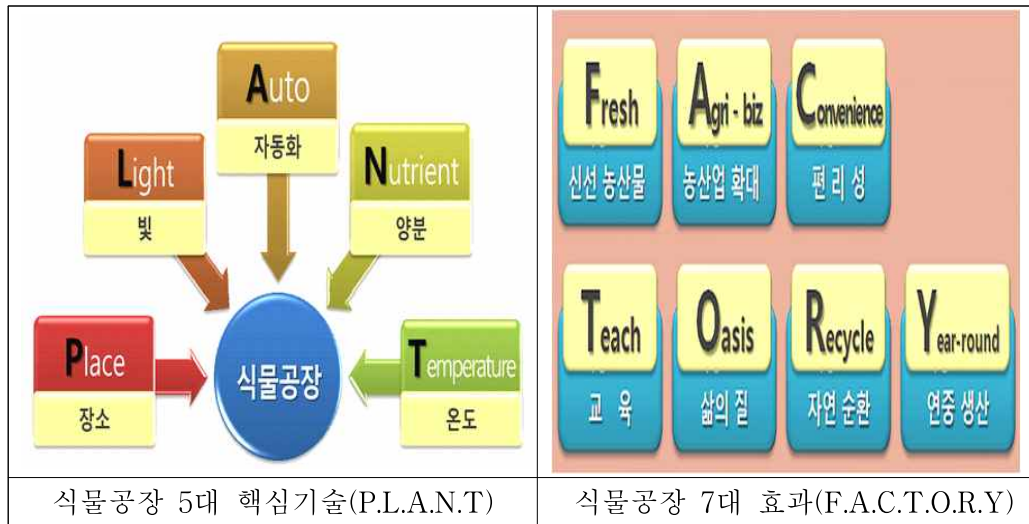 Auto
자동화
Light
빛
Nutrient
양분
Place
장소
식물공장
Temperature
온도
식물공장 5대 핵심기술(P.L.A.N.T)
Fresh
신선 농산물
Agri - biz
농산업 확대
Convenience
편 리 성
Teach
교 육
Oasis
삶의 질
Recycle
자연 순환
Year-round
연중 생산
식물공장 7대 효과(F.A.C.T.O.R.Y)